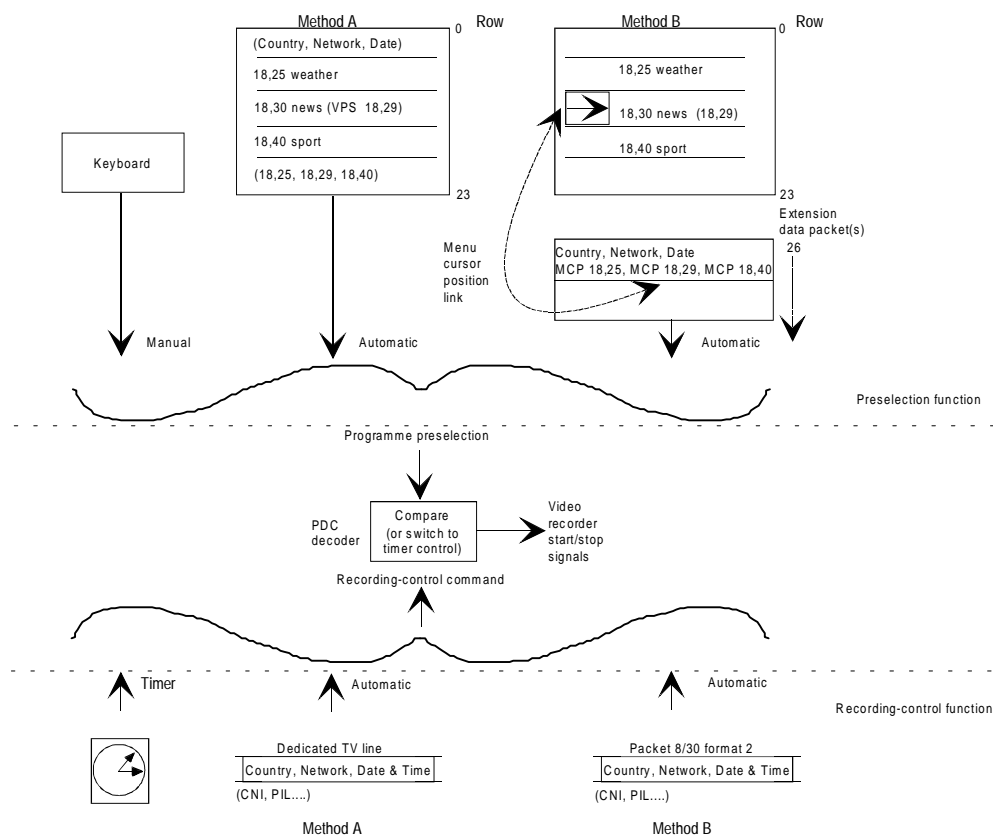 Method A
0 Row
(Country, Network, Date)
18,25 weather
18,30 news (VPS 18,29)
18,40 sport
(18,25, 18,29, 18,40)
23
Method B
0 Row
18,25 weather
18,30 news (18,29)
18,40 sport
23
Keyboard
Extension
data packet(s)
26
Menu
cursor
position
link
Country, Network, Date
MCP 18,25, MCP 18,29, MCP 18,40
Manual
Automatic
Automatic
Preselection function
Programme preselection
PDC
decoder
Compare
(or switch to
timer control)
Video
recorder
start/stop
signals
Recording-control command
Timer
Automatic
Automatic
Recording-control function
Dedicated TV line
Country, Network, Date & Time
(CNI, PIL....)
Method A
Packet 8/30 format 2
Country, Network, Date & Time
(CNI, PIL....)
Method B